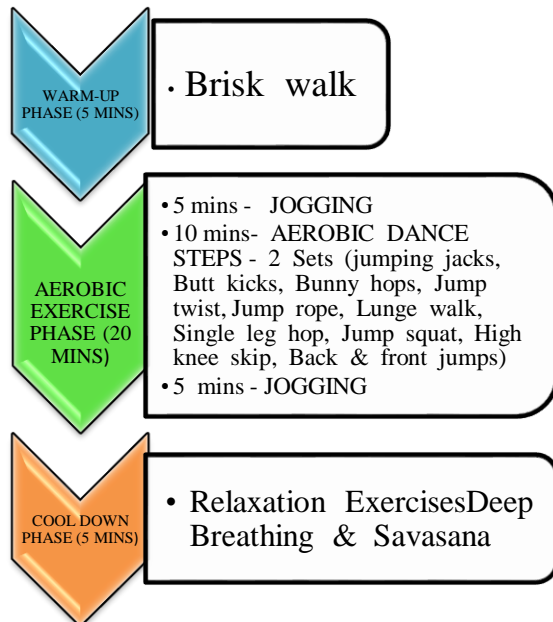 WARM-UP
PHASE (5 MINS)
· Brisk walk
AEROBIC
EXERCISE
PHASE (20
MINS)
• 5 mins - JOGGING
• 10 mins- AEROBIC DANCE
STEPS - 2 Sets (jumping jacks,
Butt kicks, Bunny hops, Jump
twist, Jump rope, Lunge walk,
Single leg hop, Jump squat, High
knee skip, Back & front jumps)
• 5 mins - JOGGING
COOL DOWN
PHASE (5 MINS)
• Relaxation ExercisesDeep
Breathing & Savasana